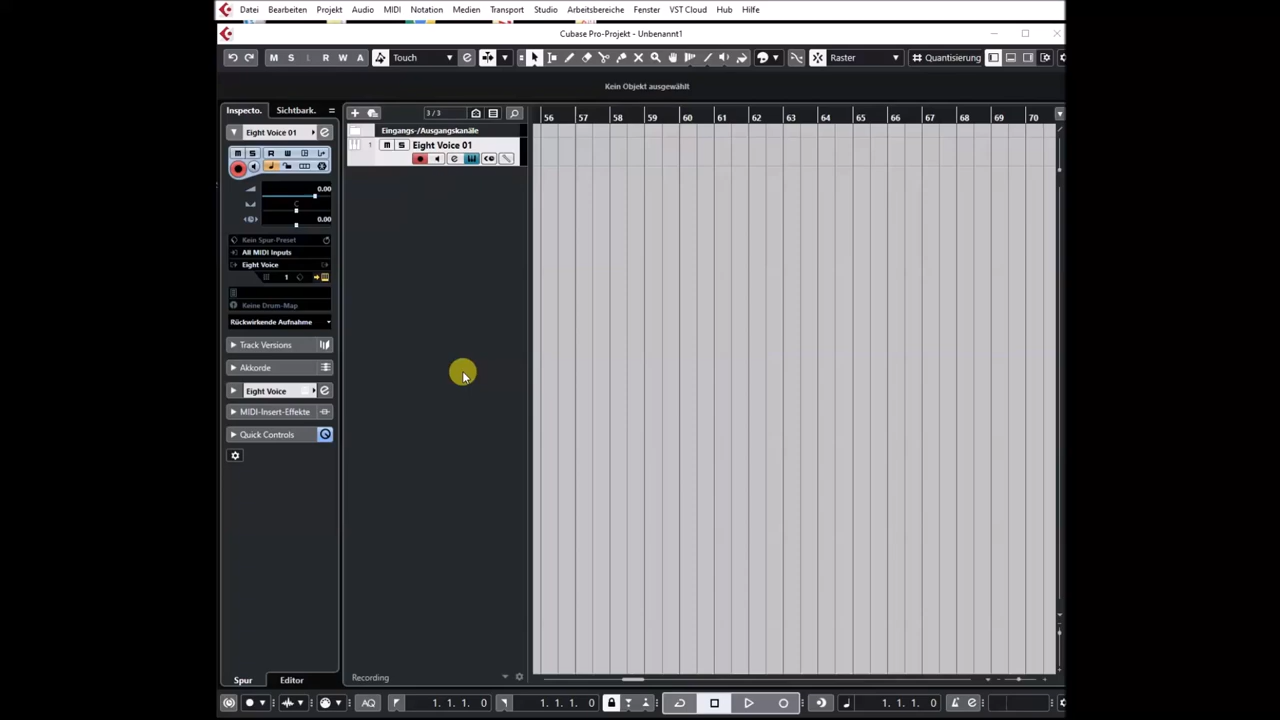 Datei Bearbeiten Projekt Audio MIDI Notation Medien Transport Studio Arbeitsbereiche Fenster VST Cloud Hub Hilfe
Cubase Pro-Projekt - Unbenannt1
M S L R W A Touch Raster Quantisierung
Kein Objekt ausgewählt
Inspecto. Sichtbark. 3 / 3 56 57 58 59 60 61 62 63 64 65 66 67 68 69 70
Eingangs-/Ausgangskanäle
Eight Voice 01
1 M S Eight Voice 01
M S R W
0.00
C
0.00
Kein Spur-Preset
All MIDI Inputs
Eight Voice
1
Keine Drum-Map
Rückwirkende Aufnahme
Track Versions
Akkorde
Eight Voice
MIDI-Insert-Effekte
Quick Controls
Spur Editor Recording
AQ 1. 1. 1. 0 1. 1. 1. 0 1. 1. 1. 0